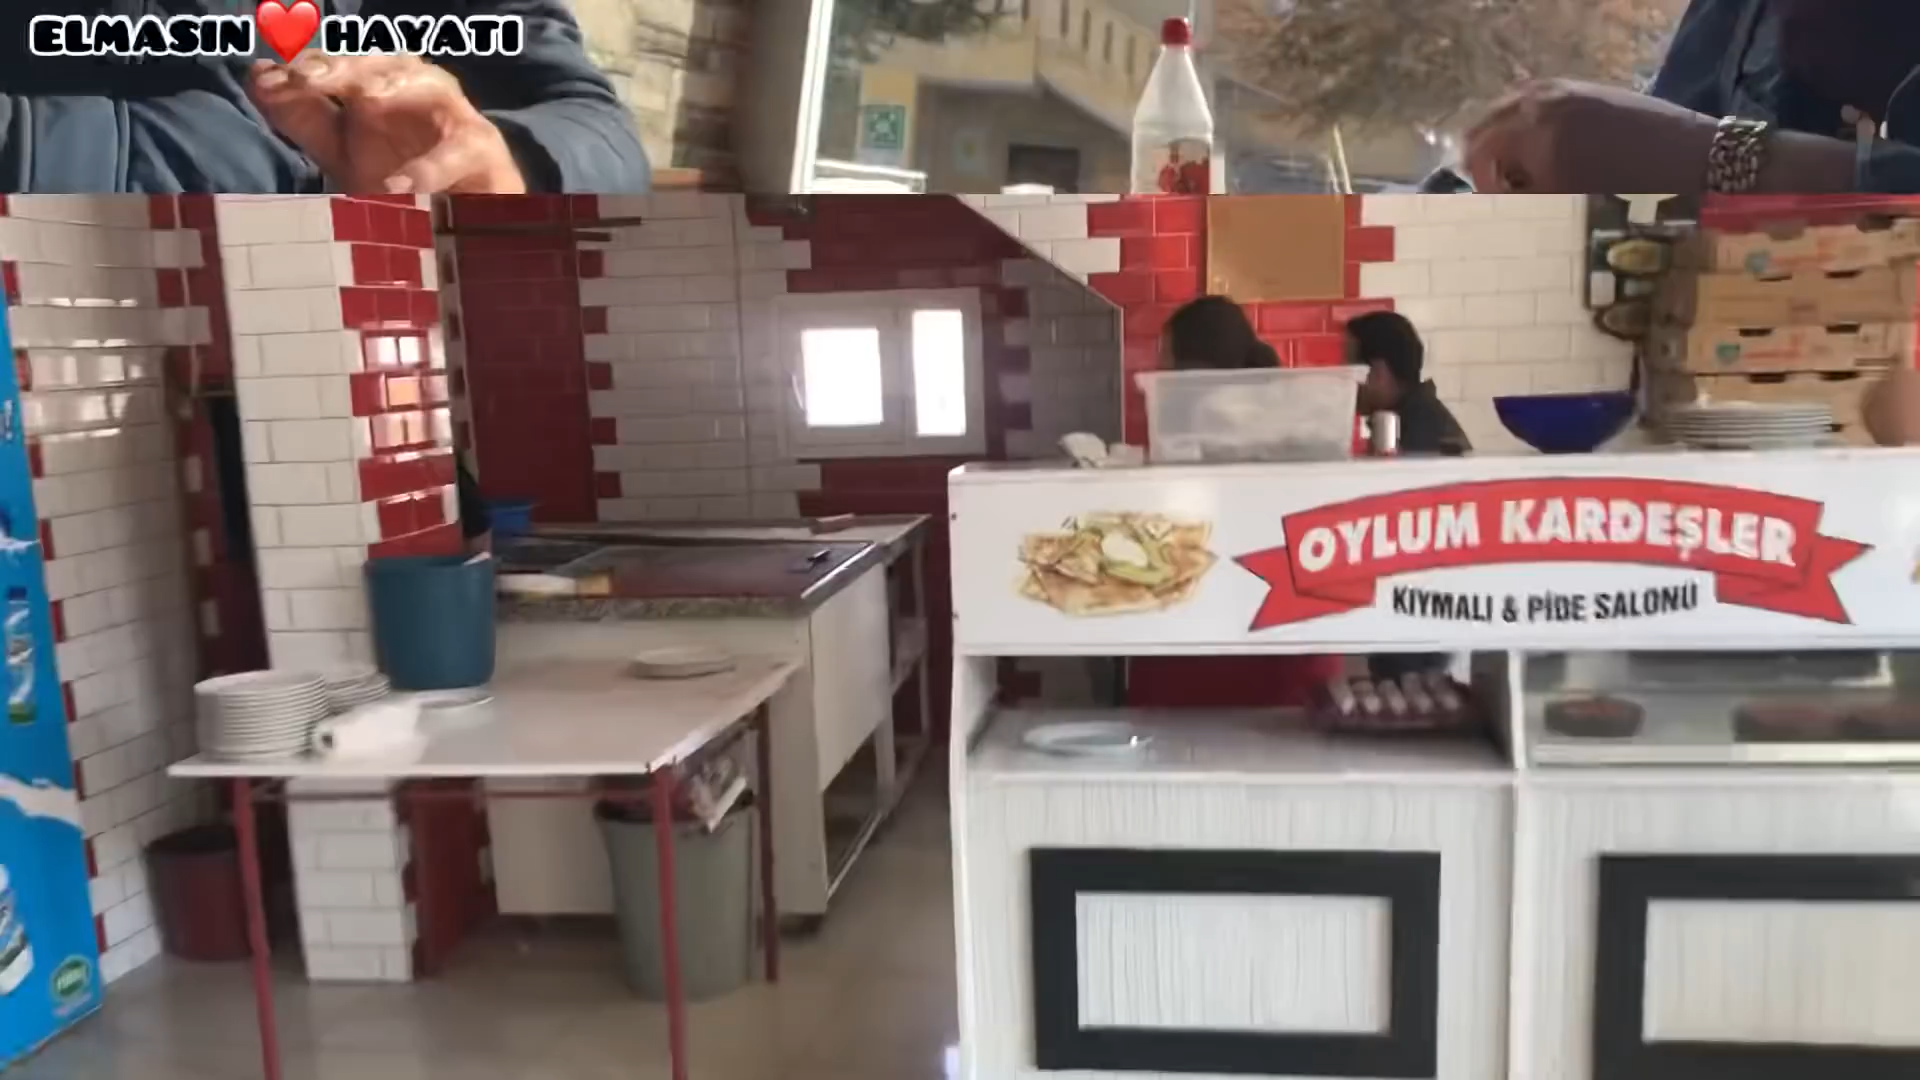 ELMASIN❤️HAYATI
OYLUM KARDEŞLER
KIYMALI & PİDE SALONU